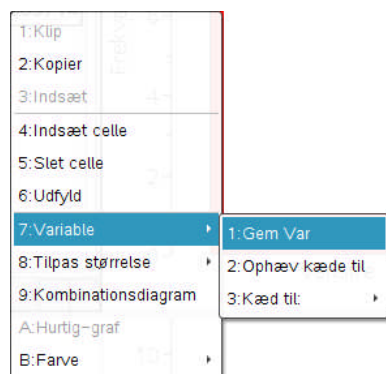 1:Klip
2:Kopier
3:Indsæt
4:Indsæt celle
5:Slet celle
6:Udfyld
7:Variable
8:Tilpas størrelse
9:Kombinationsdiagram
A:Hurtig-graf
B:Farve
1:Gem Var
2:Ophæv kæde til
3:Kæd til: